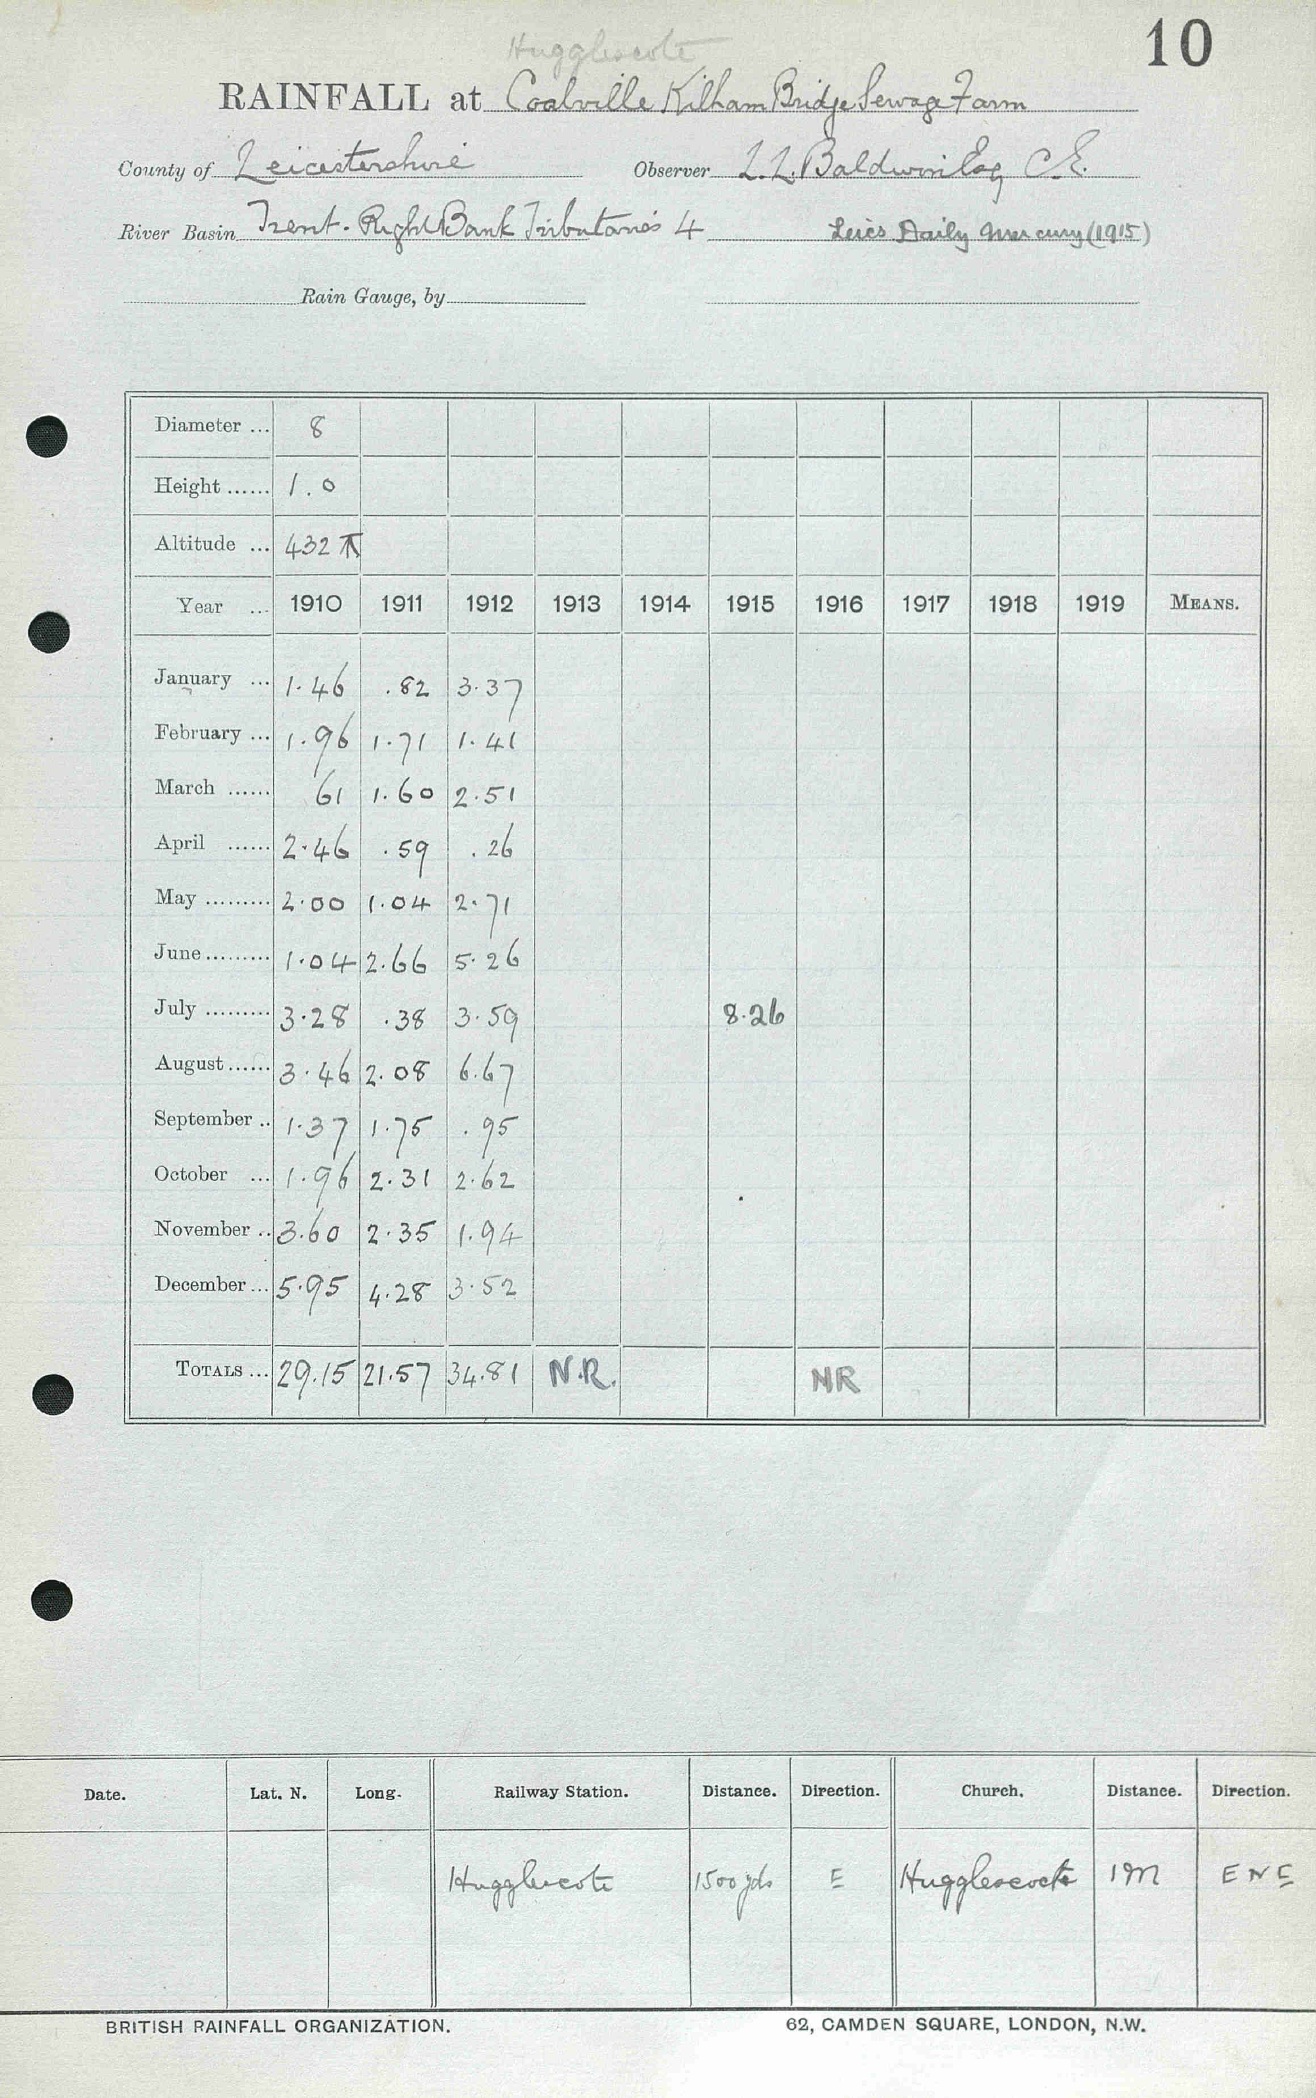 10
Hugglescote
RAINFALL at Coalville Kilham Bridge Sewage Farm
County of Leicestershire Observer L.L. Baldwin Esq C.E.
River Basin Trent. Right Bank Tributaries 4 Leics Daily Mercury (1915)
Rain Gauge, by
Diameter ... 8
Height ...... 1.0
Altitude ... 432
Year ... 1910 1911 1912 1913 1914 1915 1916 1917 1918 1919 MEANS.
January ... 1.46 .82 3.37
February ... 1.96 1.71 1.41
March ...... 61 1.60 2.51
April ...... 2.46 .59 .26
May ......... 2.00 1.04 2.71
June ......... 1.04 2.66 5.26
July ......... 3.28 .38 3.59 8.26
August ...... 3.46 2.08 6.67
September .. 1.37 1.75 .95
October ... 1.96 2.31 2.62
November .. 3.60 2.35 1.94
December ... 5.95 4.28 3.52
TOTALS ... 29.15 21.57 34.81 N.R. NR
Date. Lat. N. Long. Railway Station. Distance. Direction. Church. Distance. Direction.
Hugglescote 1500 yds E Hugglescote 1 M E N E
BRITISH RAINFALL ORGANIZATION. 62, CAMDEN SQUARE, LONDON, N.W.